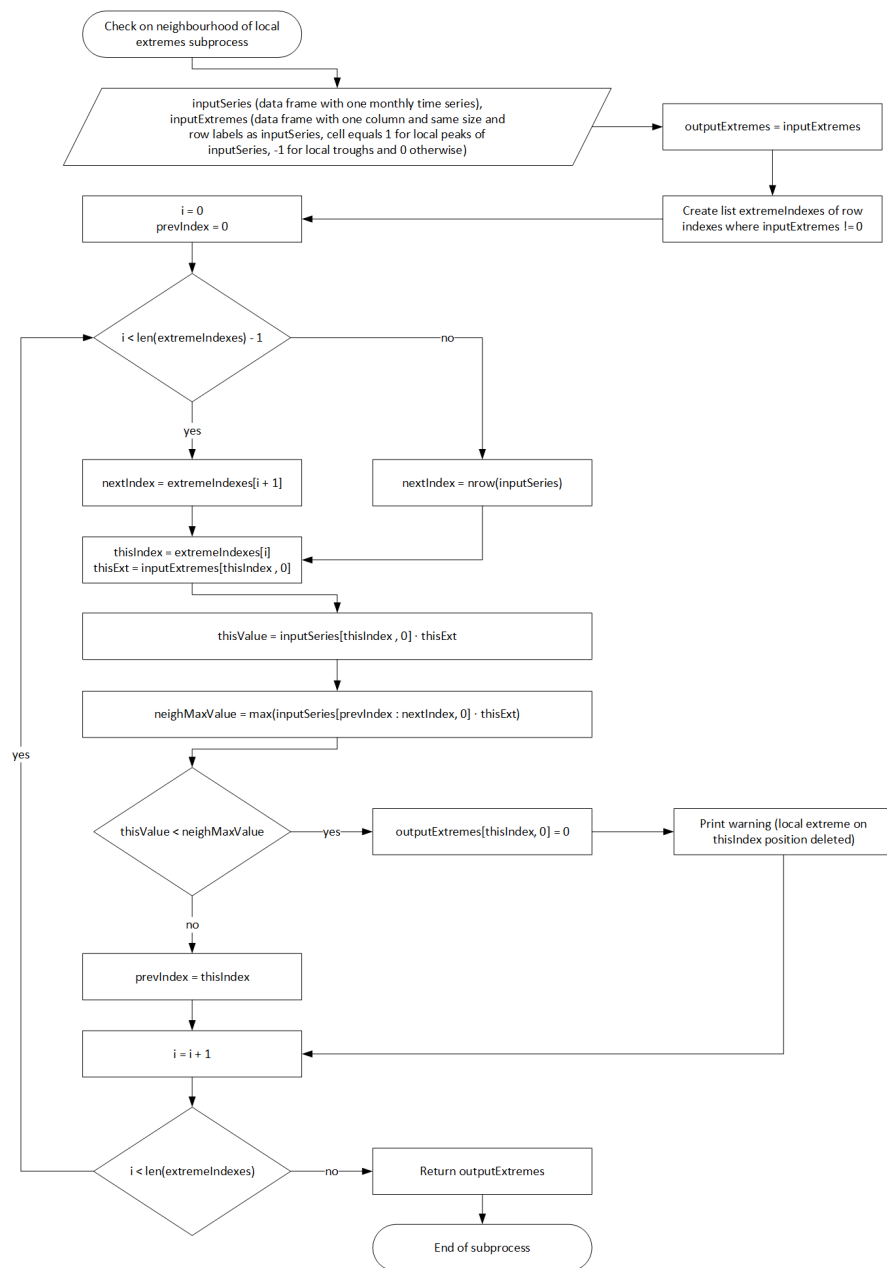 Check on neighbourhood of local
extremes subprocess
inputSeries (data frame with one monthly time series),
inputExtremes (data frame with one column and same size and
row labels as inputSeries, cell equals 1 for local peaks of
inputSeries, -1 for local troughs and 0 otherwise)
outputExtremes = inputExtremes
Create list extremeIndexes of row
indexes where inputExtremes != 0
i = 0
prevIndex = 0
i < len(extremeIndexes) - 1
no
yes
nextIndex = extremeIndexes[i + 1]
nextIndex = nrow(inputSeries)
thisIndex = extremeIndexes[i]
thisExt = inputExtremes[thisIndex , 0]
thisValue = inputSeries[thisIndex , 0] · thisExt
neighMaxValue = max(inputSeries[prevIndex : nextIndex, 0] · thisExt)
yes
thisValue < neighMaxValue
yes
outputExtremes[thisIndex, 0] = 0
Print warning (local extreme on
thisIndex position deleted)
no
prevIndex = thisIndex
i = i + 1
i < len(extremeIndexes)
no
Return outputExtremes
End of subprocess